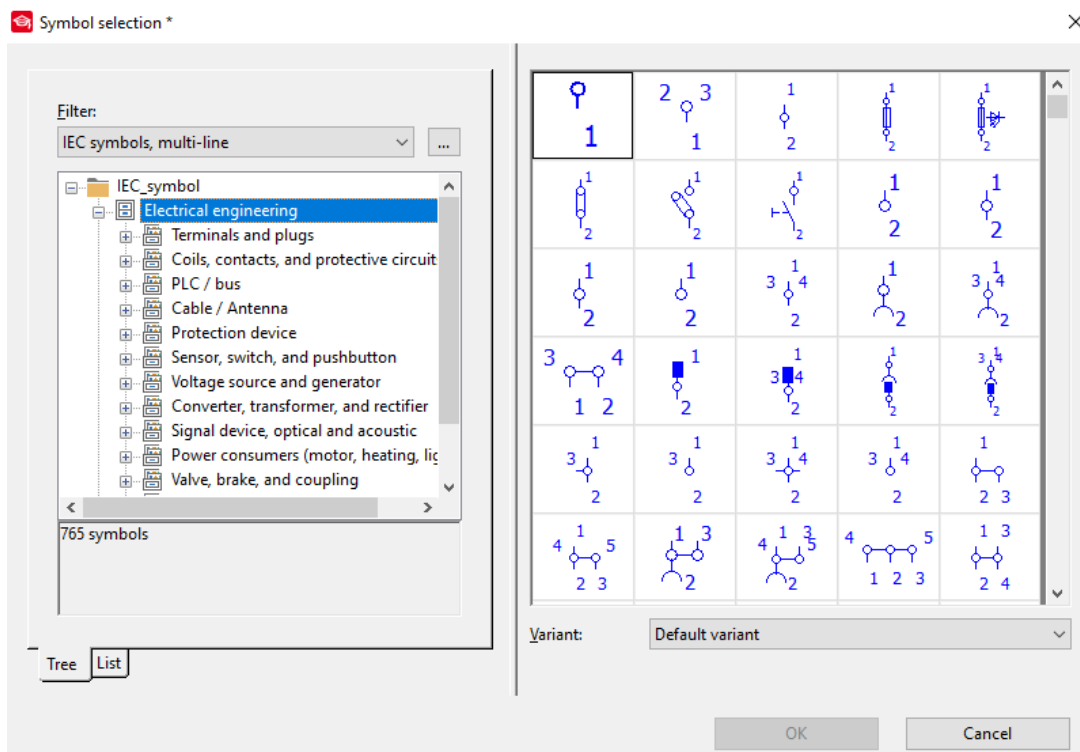 Symbol selection *
Filter:
IEC symbols, multi-line
...
IEC_symbol
Electrical engineering
Terminals and plugs
Coils, contacts, and protective circuit
PLC / bus
Cable / Antenna
Protection device
Sensor, switch, and pushbutton
Voltage source and generator
Converter, transformer, and rectifier
Signal device, optical and acoustic
Power consumers (motor, heating, lig
Valve, brake, and coupling
765 symbols
Tree
List
1
2 3
1
1
2
1
2
1
2
1
2
1
2
1
2
1
2
1
2
1
2
1
2
1
3 4
2
1
2
1
3 4
2
3 4
1 2
1
2
1
3 4
2
1
2
1
3 4
2
1
3
2
1
3
2
1
3 4
2
1
3 4
2
1
2 3
1
4 5
2 3
1 3
2
1 3
4 5
2
4 5
1 2 3
1 3
2 4
Variant:
Default variant
OK
Cancel